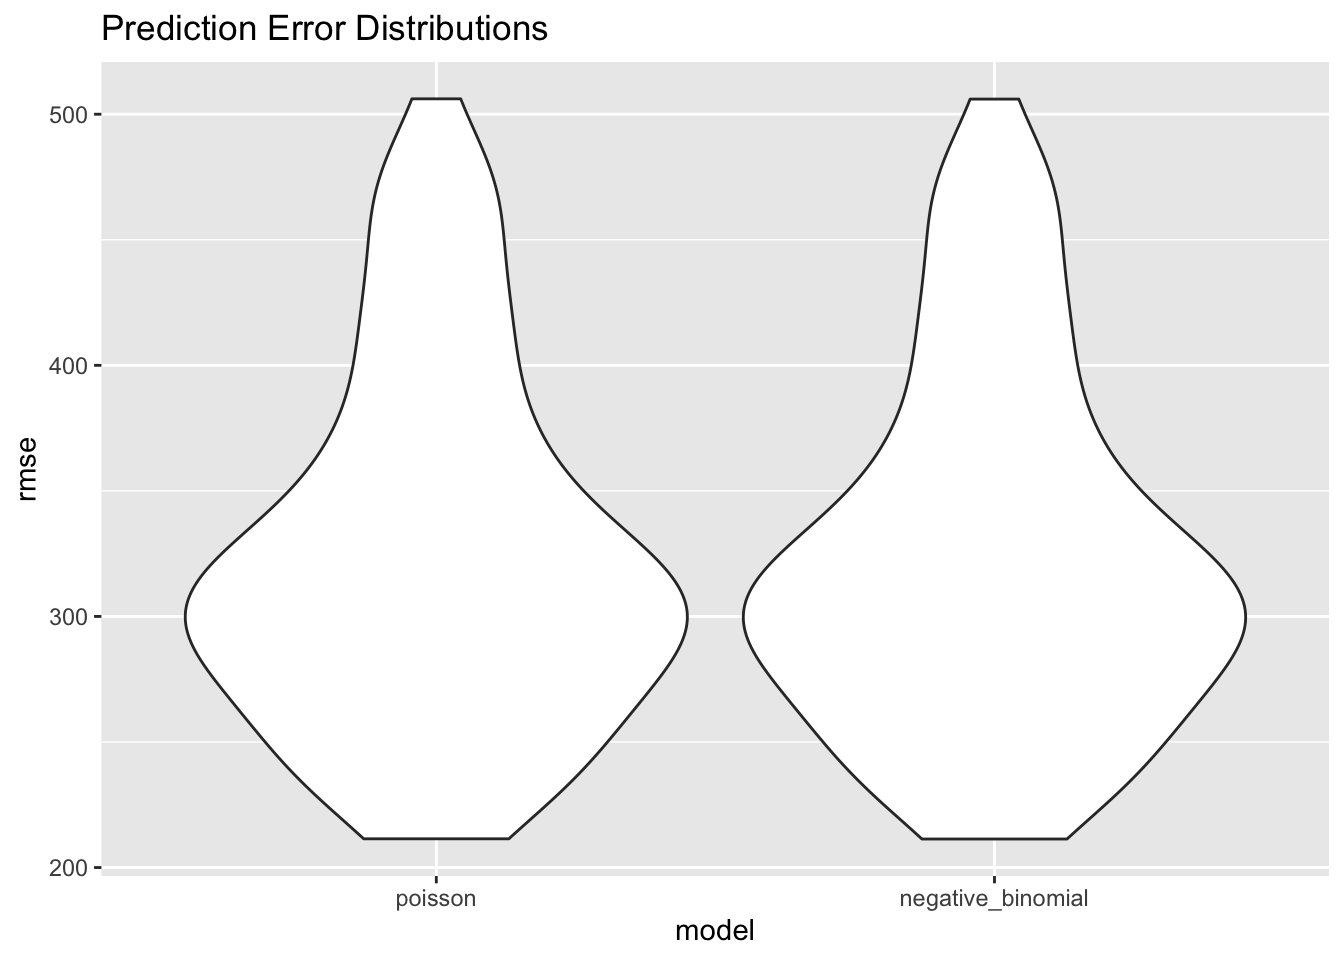 Prediction Error Distributions
500
400
300
200
rmse
poisson
negative_binomial
model